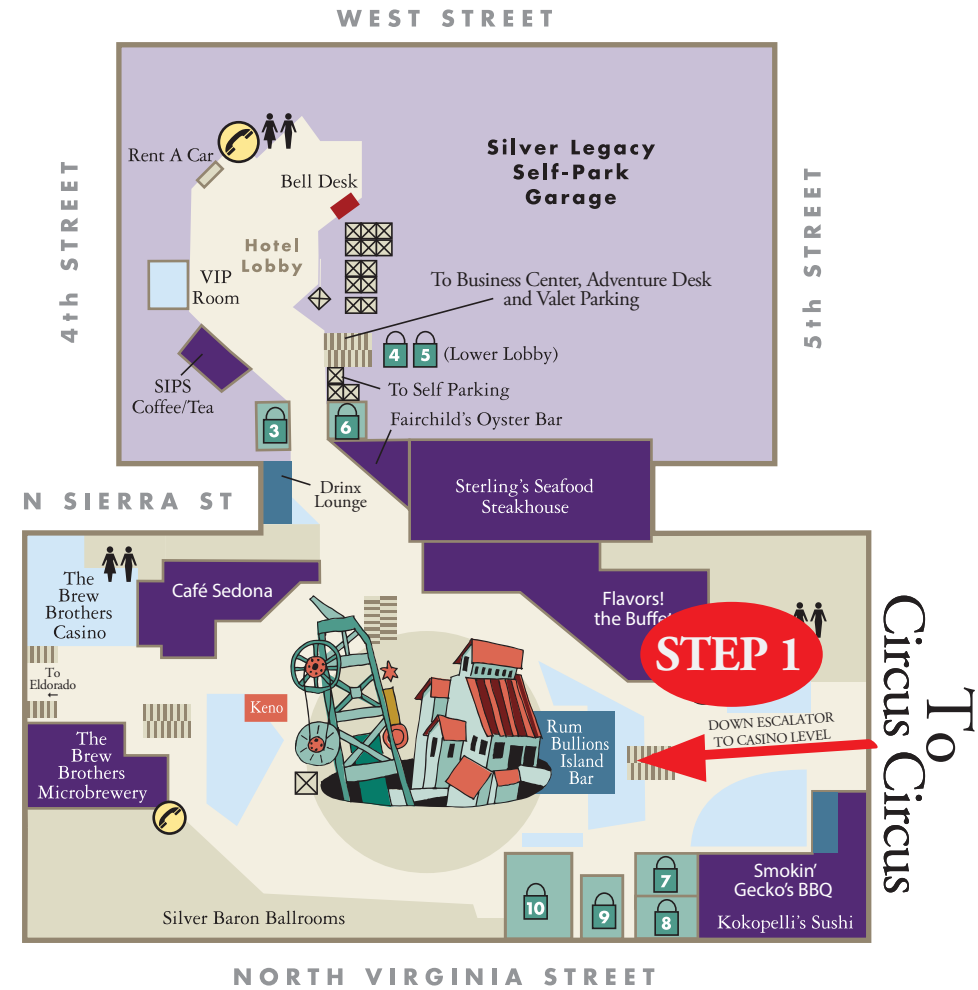 WEST STREET
4th STREET
5th STREET
Rent A Car
Bell Desk
Silver Legacy
Self-Park
Garage
Hotel
Lobby
VIP
Room
To Business Center, Adventure Desk
and Valet Parking
4
5
(Lower Lobby)
SIPS
Coffee/Tea
To Self Parking
3
6
Fairchild's Oyster Bar
Drinx
Lounge
Sterling's Seafood
Steakhouse
N SIERRA ST
The
Brew
Brothers
Casino
Café Sedona
Flavors!
the Buffe
STEP 1
To
Circus Circus
To
Eldorado
←
Keno
DOWN ESCALATOR
TO CASINO LEVEL
Rum
Bullions
Island
Bar
The
Brew
Brothers
Microbrewery
Silver Baron Ballrooms
10
9
7
8
Smokin'
Gecko's BBQ
Kokopelli's Sushi
NORTH VIRGINIA STREET